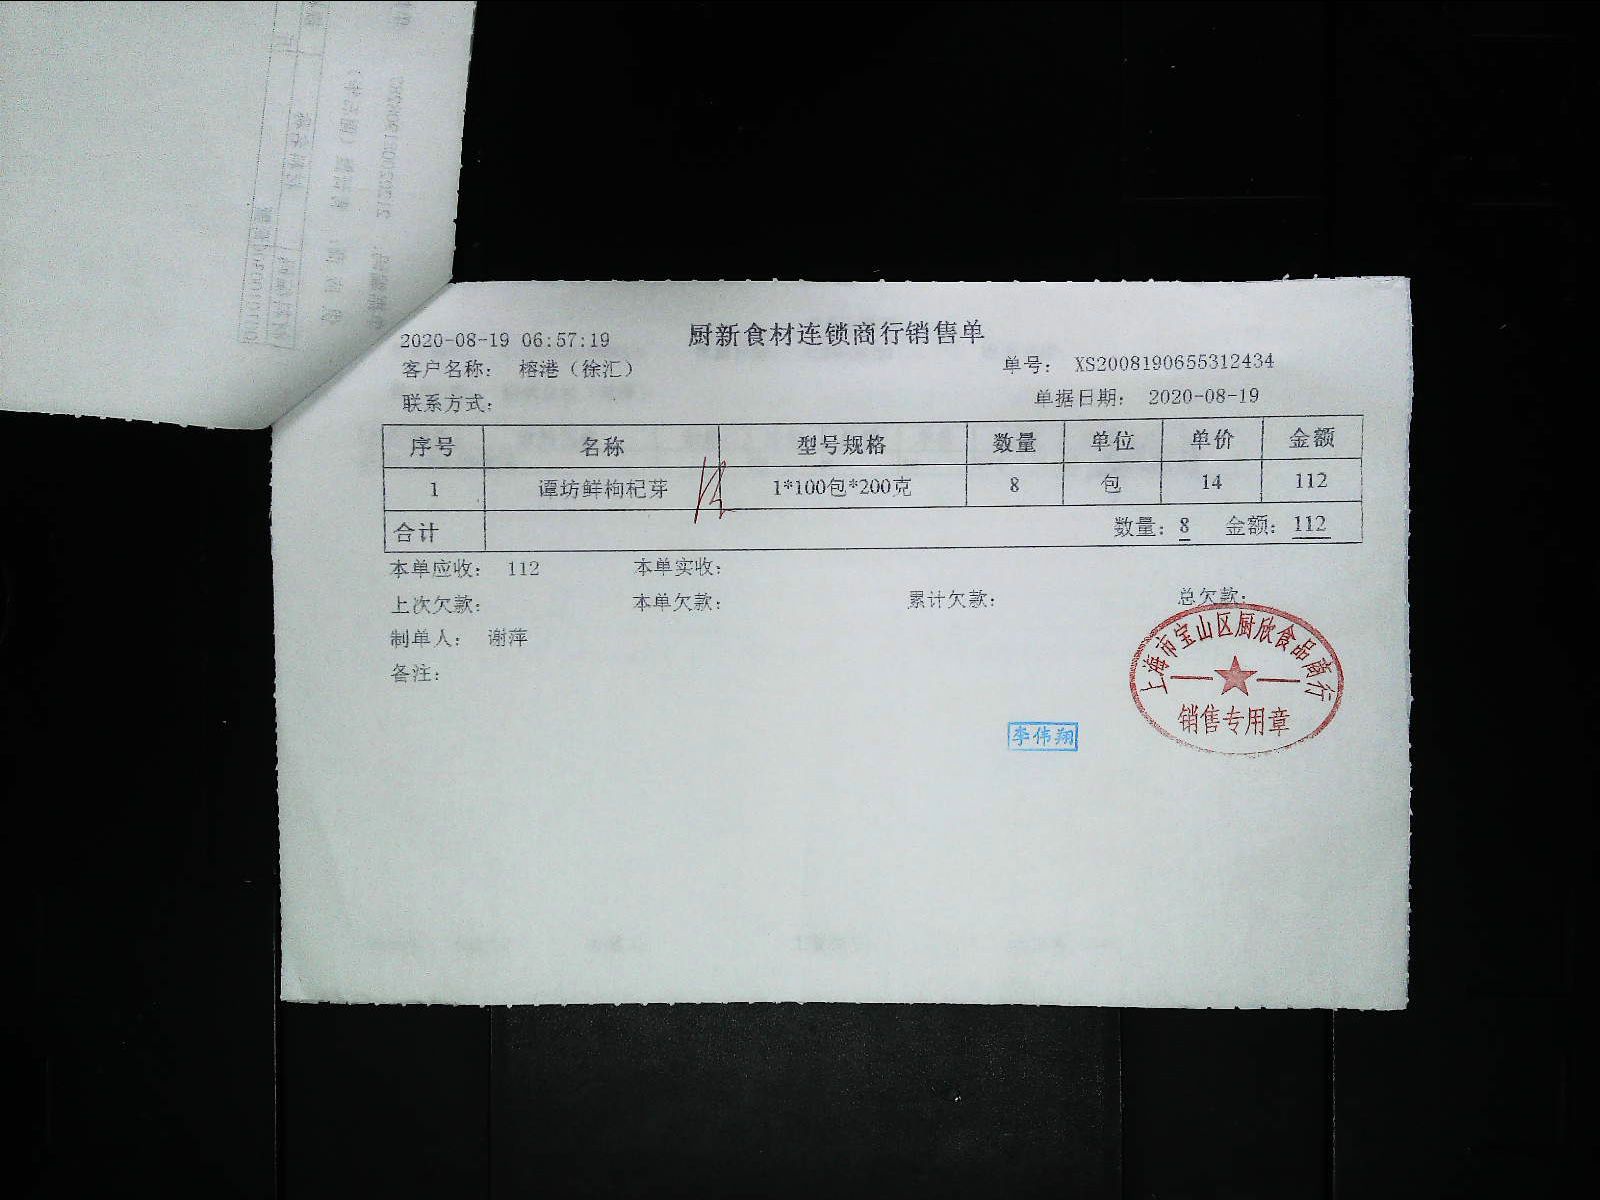 厨新食材连锁商行销售单
2020-08-19 06:57:19
客户名称： 榕港（徐汇） 单号： XS2008190655312434
联系方式： 单据日期： 2020-08-19
序号 名称 型号规格 数量 单位 单价 金额
1 谭坊鲜枸杞芽 1*100包*200克 8 包 14 112
合计 数量：8 金额：112
本单应收： 112 本单实收：
上次欠款： 本单欠款： 累计欠款： 总欠款：
制单人： 谢萍
备注：
上海市宝山区厨欣食品商行
销售专用章
李伟翔